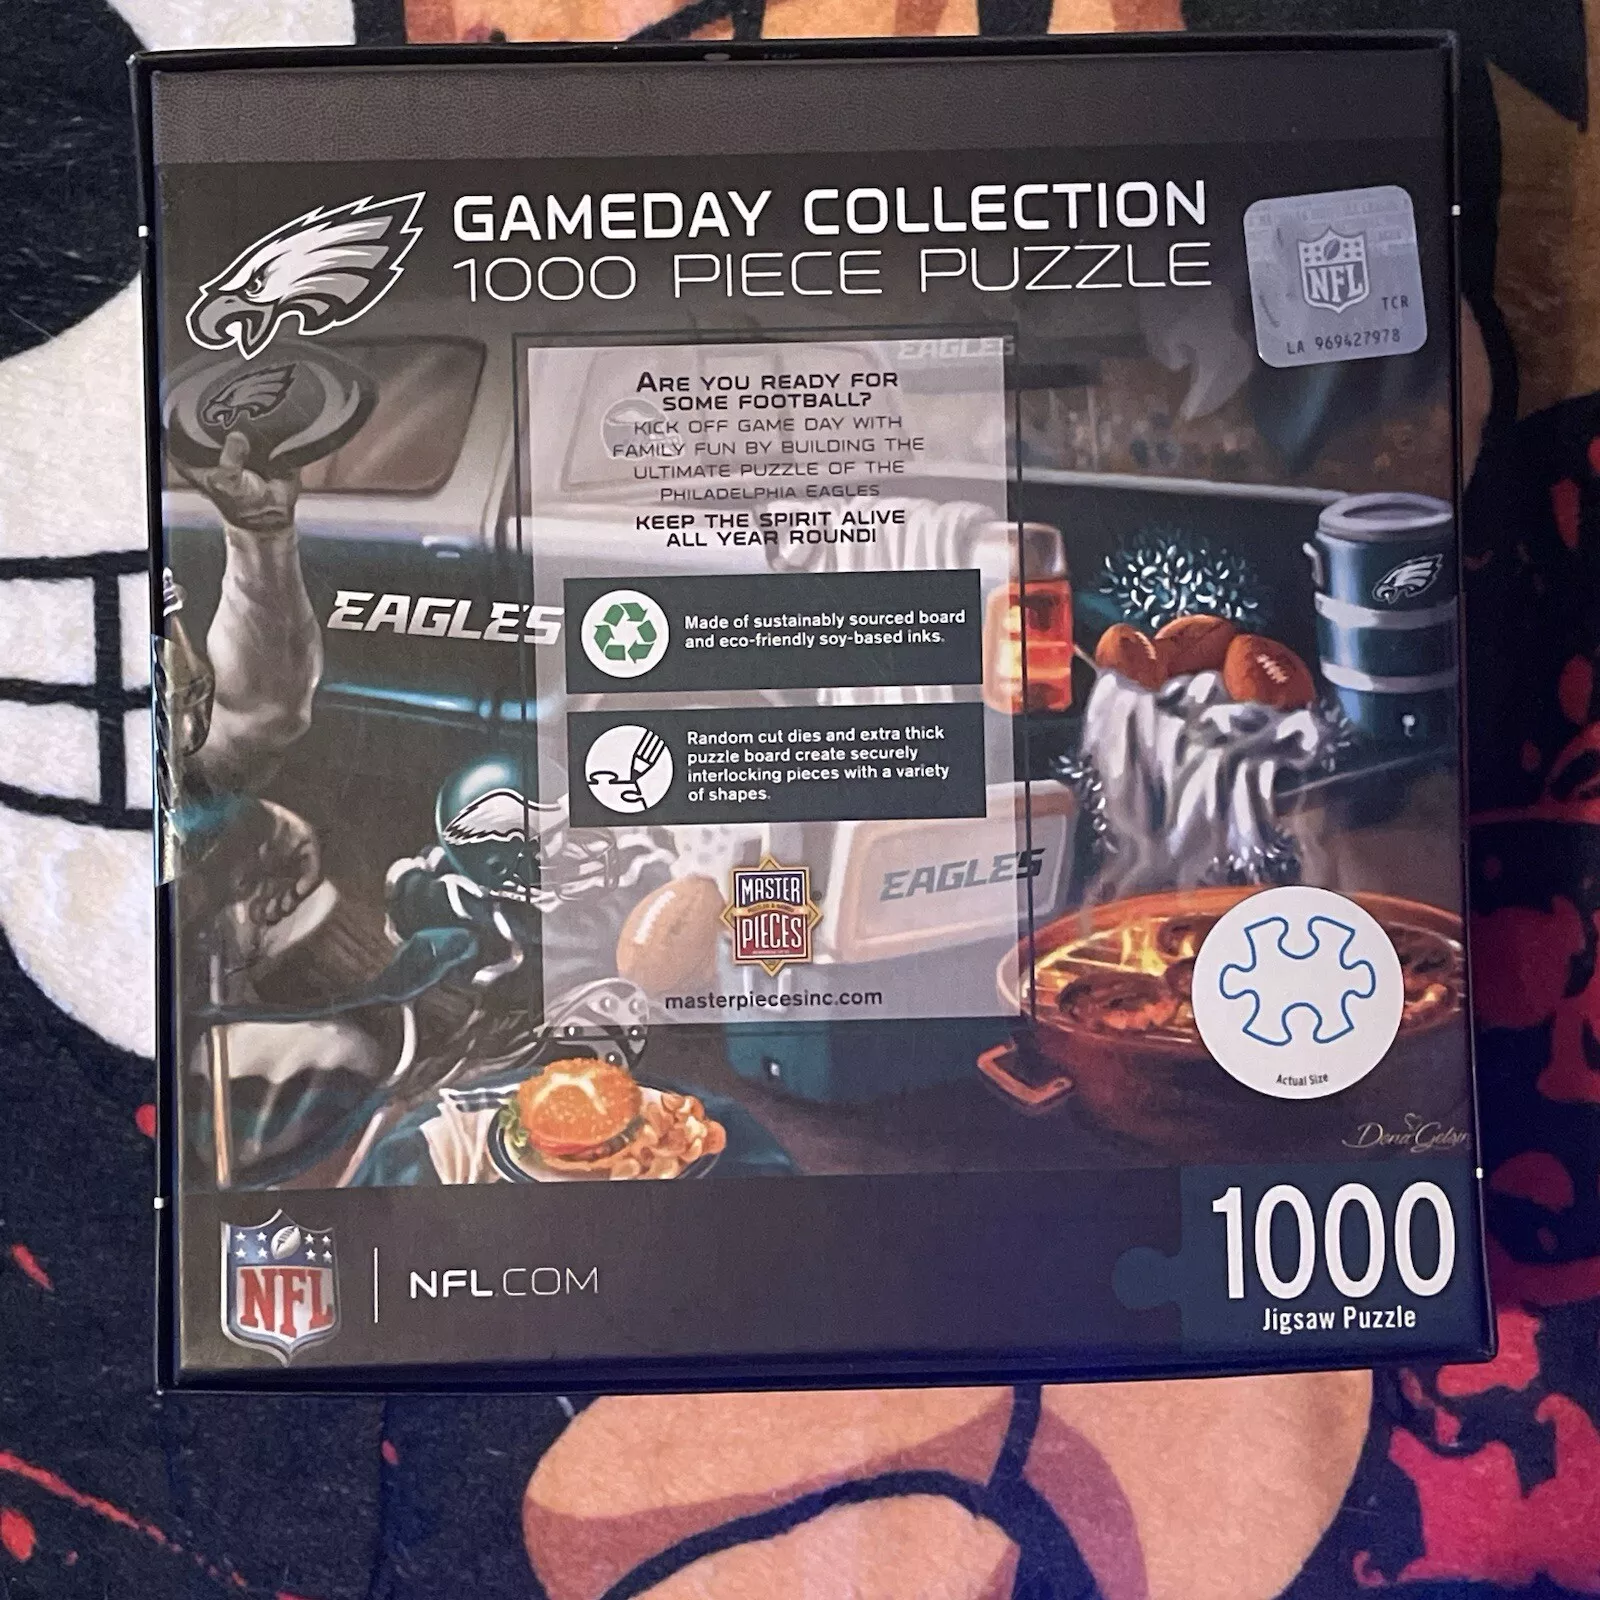 TOP
GAMEDAY COLLECTION
1000 PIECE PUZZLE
NFL
TCR
LA 969427978
EAGLES
ARE YOU READY FOR
SOME FOOTBALL?
KICK OFF GAME DAY WITH
FAMILY FUN BY BUILDING THE
ULTIMATE PUZZLE OF THE
PHILADELPHIA EAGLES
KEEP THE SPIRIT ALIVE
ALL YEAR ROUND!
EAGLES
Made of sustainably sourced board
and eco-friendly soy-based inks.
Random cut dies and extra thick
puzzle board create securely
interlocking pieces with a variety
of shapes.
EAGLES
MASTER
PIECES
masterpiecesinc.com
Actual Size
Dona Gelsin
NFL
NFL.COM
1000
Jigsaw Puzzle